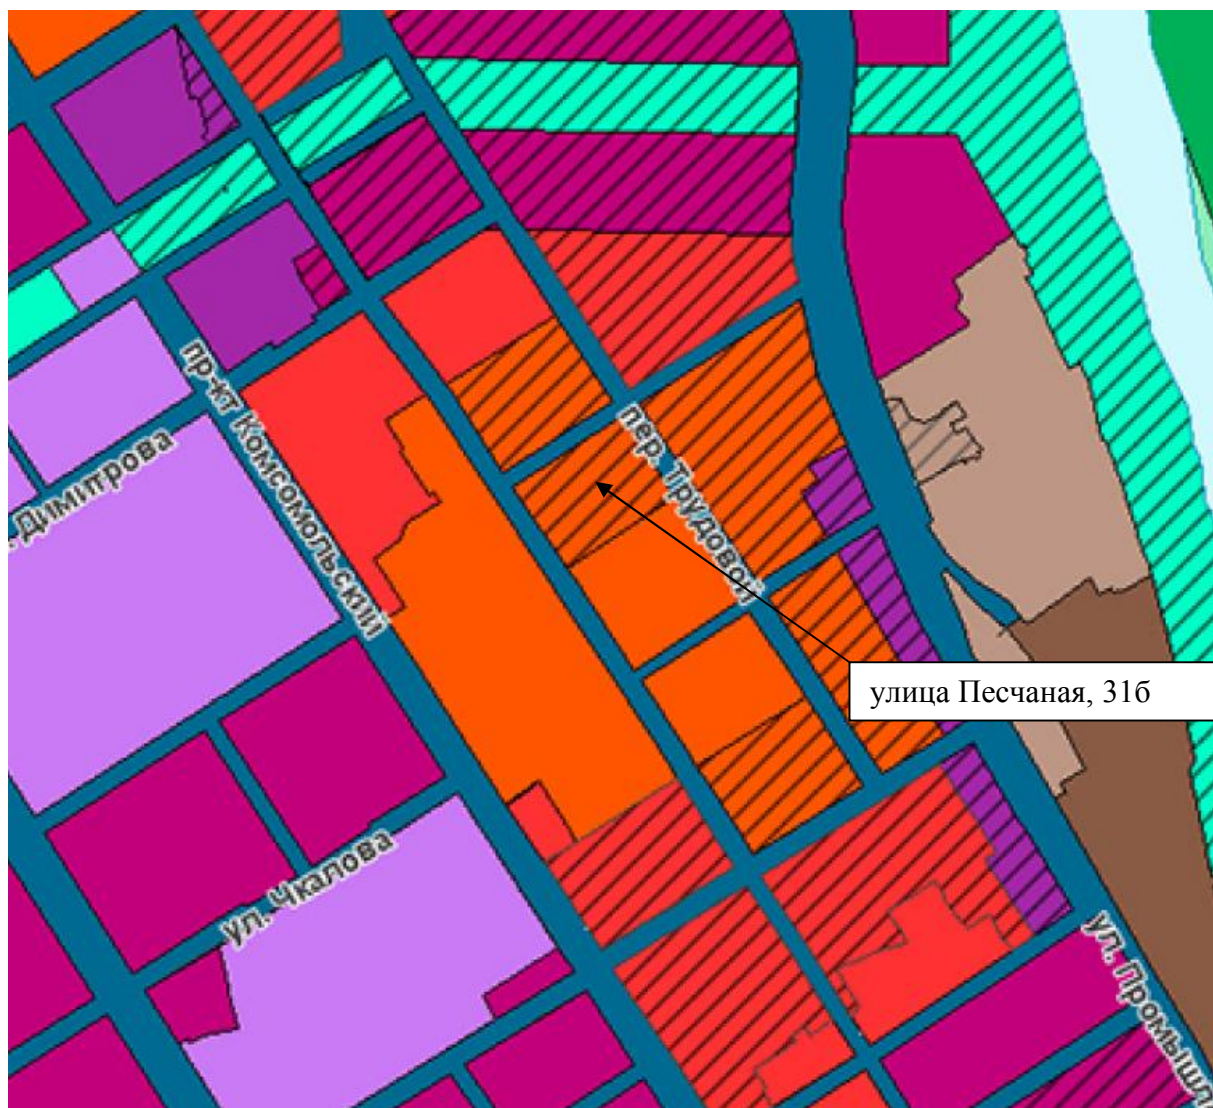 пр-кт Комсомольский
пер. Трудовой
. Димитрова
улица Песчаная, 31б
ул. Чкалова
ул. Промышл